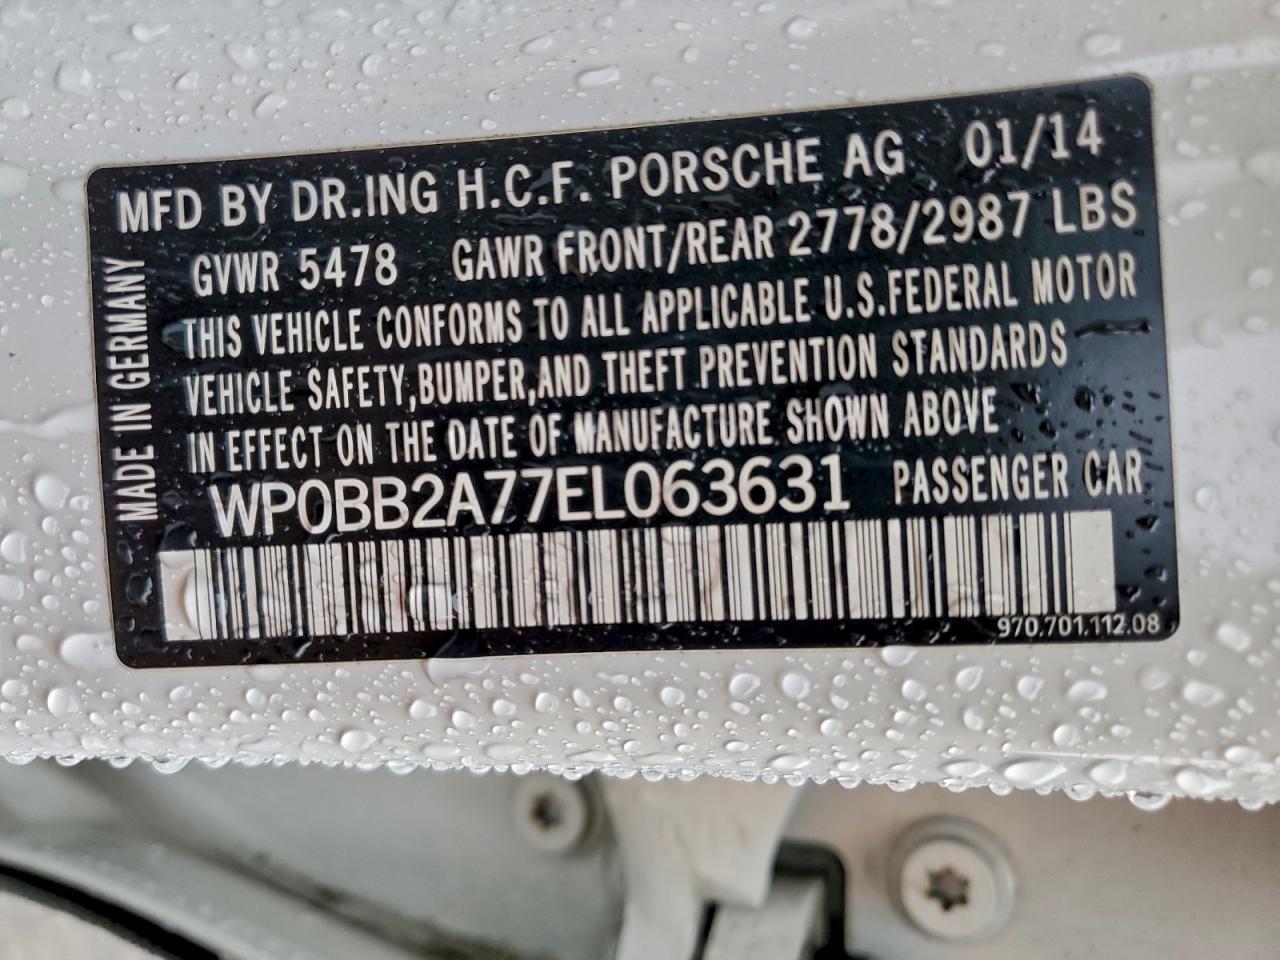 MFD BY DR.ING H.C.F. PORSCHE AG 01/14
GVWR 5478 GAWR FRONT/REAR 2778/2987 LBS
THIS VEHICLE CONFORMS TO ALL APPLICABLE U.S.FEDERAL MOTOR
VEHICLE SAFETY,BUMPER,AND THEFT PREVENTION STANDARDS
IN EFFECT ON THE DATE OF MANUFACTURE SHOWN ABOVE
WP0BB2A77EL063631 PASSENGER CAR
970.701.112.08
MADE IN GERMANY